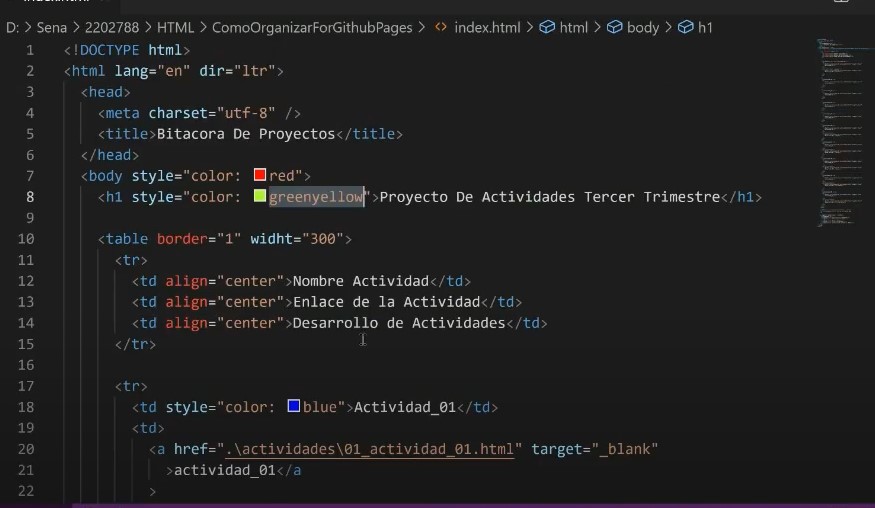 index.html
D: > Sena > 2202788 > HTML > ComoOrganizarForGithubPages > <> index.html > html > body > h1
1 <!DOCTYPE html>
2 <html lang="en" dir="ltr">
3 <head>
4 <meta charset="utf-8" />
5 <title>Bitacora De Proyectos</title>
6 </head>
7 <body style="color: red">
8 <h1 style="color: greenyellow">Proyecto De Actividades Tercer Trimestre</h1>
9
10 <table border="1" widht="300">
11 <tr>
12 <td align="center">Nombre Actividad</td>
13 <td align="center">Enlace de la Actividad</td>
14 <td align="center">Desarrollo de Actividades</td>
15 </tr>
16
17 <tr>
18 <td style="color: blue">Actividad_01</td>
19 <td>
20 <a href=".\actividades\01_actividad_01.html" target="_blank"
21 >actividad_01</a
22 >